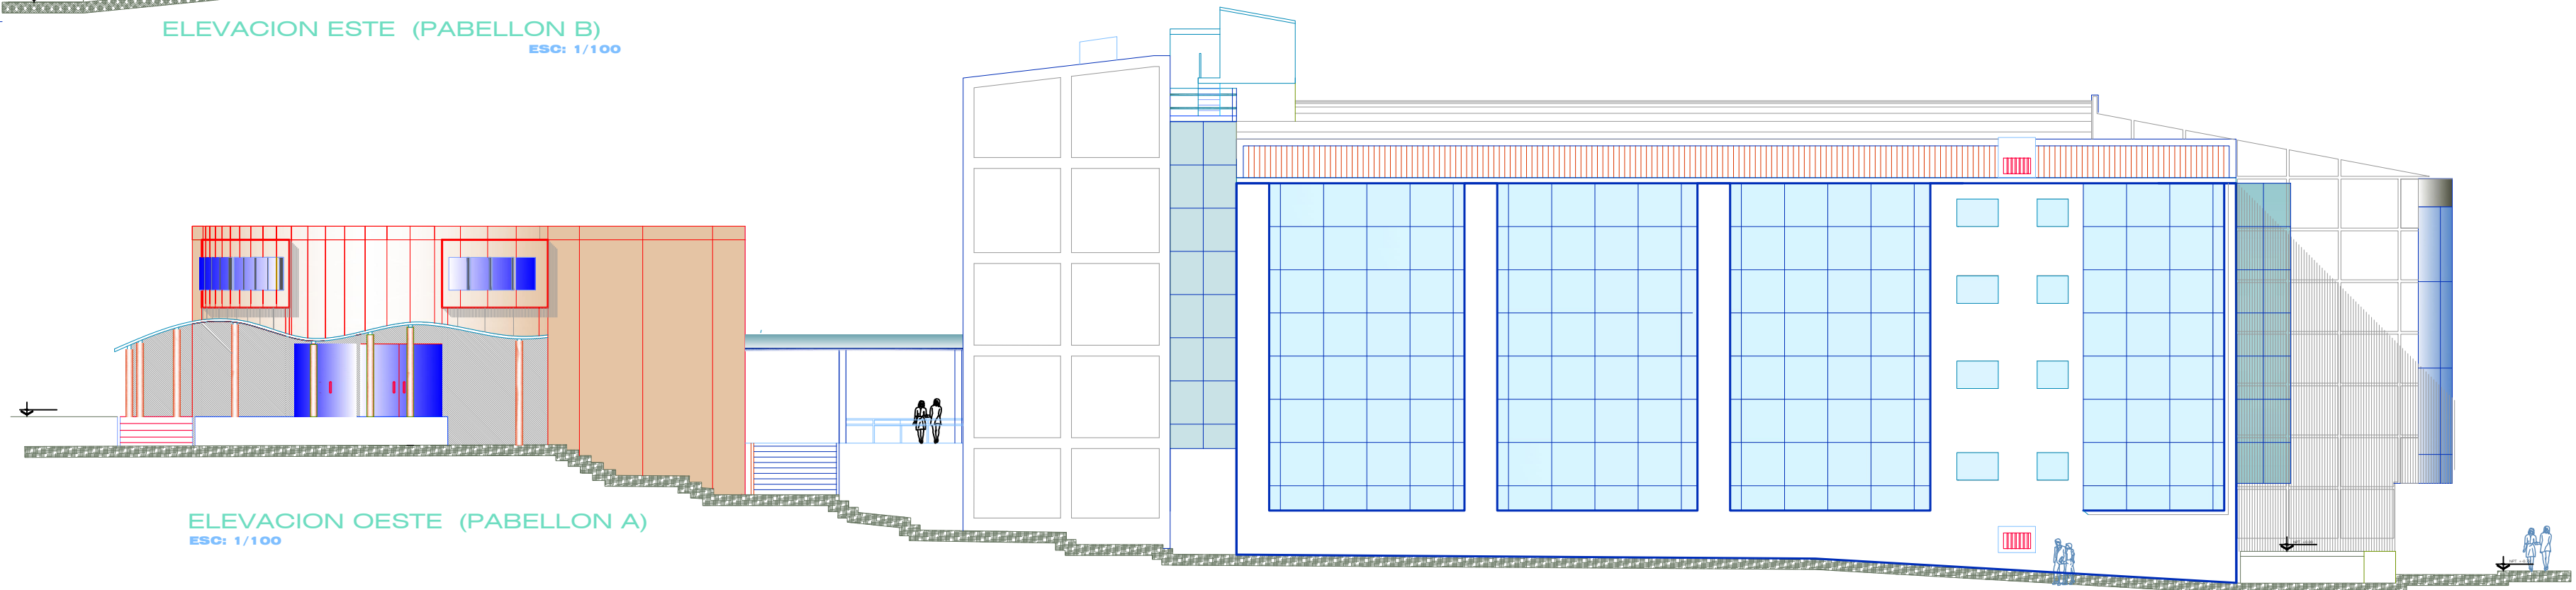 ELEVACION ESTE (PABELLON B)
ESC: 1/100
ELEVACION OESTE (PABELLON A)
ESC: 1/100